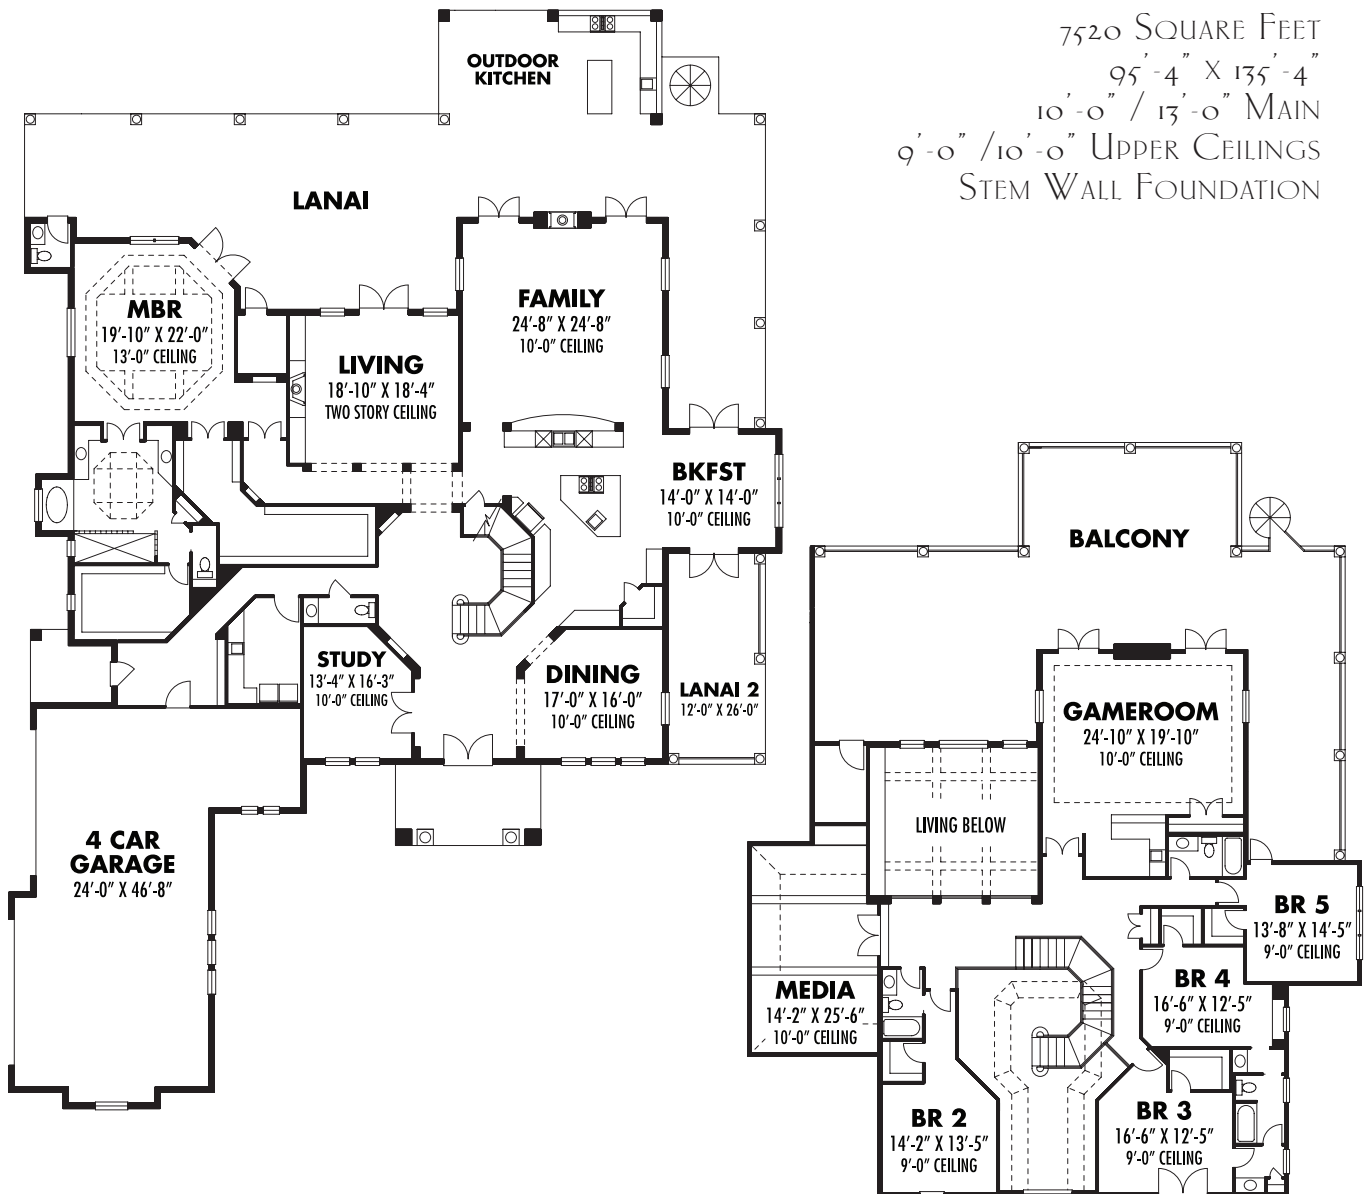 7520 SQUARE FEET
95'-4" X 135'-4"
10'-0" / 13'-0" MAIN
9'-0" /10'-0" UPPER CEILINGS
STEM WALL FOUNDATION
OUTDOOR
KITCHEN
LANAI
MBR
19'-10" X 22'-0"
13'-0" CEILING
LIVING
18'-10" X 18'-4"
TWO STORY CEILING
FAMILY
24'-8" X 24'-8"
10'-0" CEILING
BKFST
14'-0" X 14'-0"
10'-0" CEILING
STUDY
13'-4" X 16'-3"
10'-0" CEILING
DINING
17'-0" X 16'-0"
10'-0" CEILING
LANAI 2
12'-0" X 26'-0"
4 CAR
GARAGE
24'-0" X 46'-8"
BALCONY
GAMEROOM
24'-10" X 19'-10"
10'-0" CEILING
LIVING BELOW
BR 5
13'-8" X 14'-5"
9'-0" CEILING
BR 4
16'-6" X 12'-5"
9'-0" CEILING
MEDIA
14'-2" X 25'-6"
10'-0" CEILING
BR 2
14'-2" X 13'-5"
9'-0" CEILING
BR 3
16'-6" X 12'-5"
9'-0" CEILING